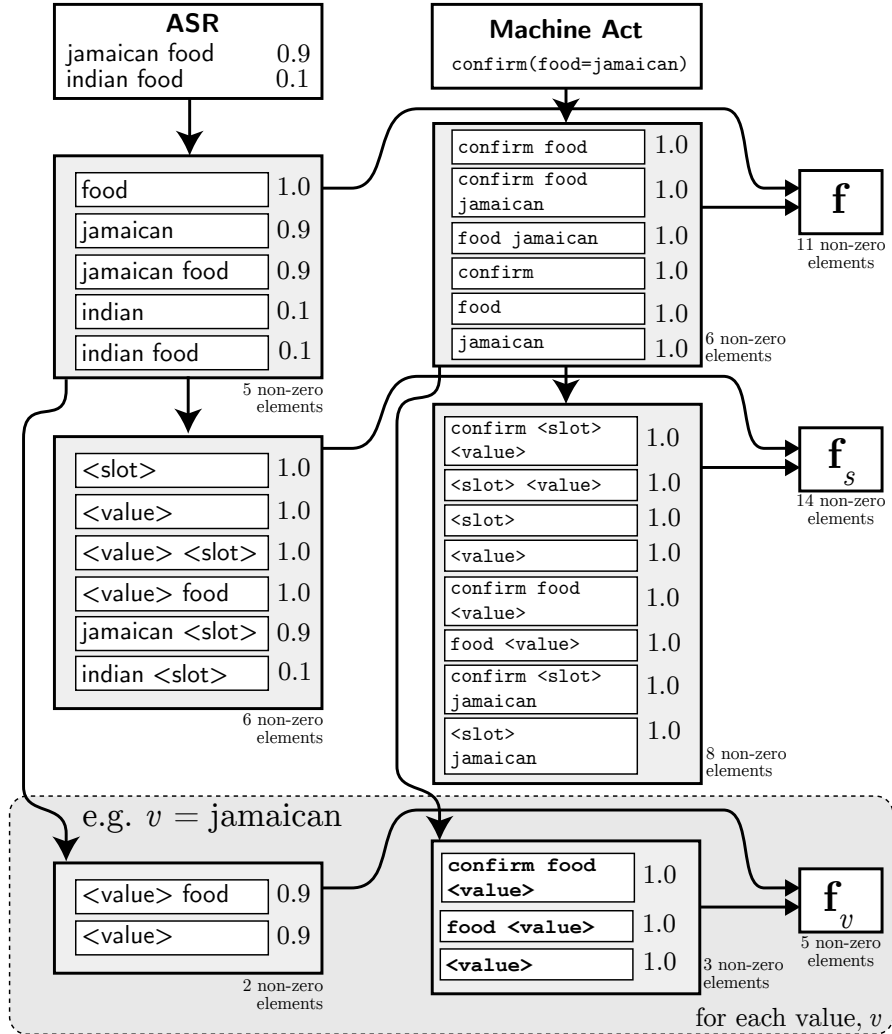 ASR
jamaican food 0.9
indian food 0.1
Machine Act
confirm(food=jamaican)
food 1.0
jamaican 0.9
jamaican food 0.9
indian 0.1
indian food 0.1
5 non-zero
elements
confirm food 1.0
confirm food
jamaican 1.0
food jamaican 1.0
confirm 1.0
food 1.0
jamaican 1.0
6 non-zero
elements
f
11 non-zero
elements
<slot> 1.0
<value> 1.0
<value> <slot> 1.0
<value> food 1.0
jamaican <slot> 0.9
indian <slot> 0.1
6 non-zero
elements
confirm <slot>
<value> 1.0
<slot> <value> 1.0
<slot> 1.0
<value> 1.0
confirm food
<value> 1.0
food <value> 1.0
confirm <slot>
jamaican 1.0
<slot>
jamaican 1.0
8 non-zero
elements
f s
14 non-zero
elements
e.g. v = jamaican
<value> food 0.9
<value> 0.9
2 non-zero
elements
confirm food
<value> 1.0
food <value> 1.0
<value> 1.0
3 non-zero
elements
f v
5 non-zero
elements
for each value, v